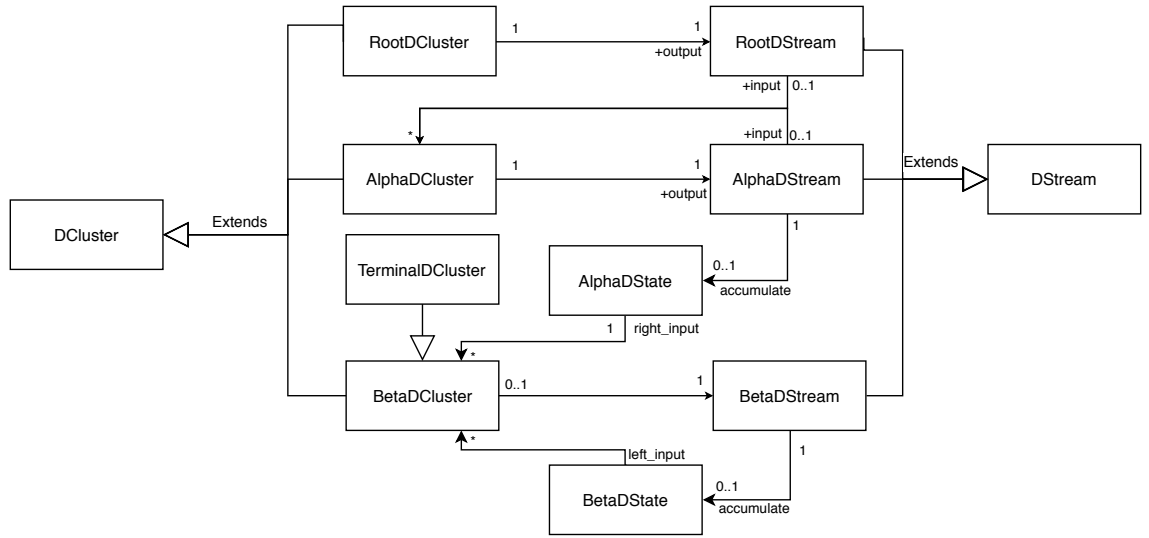 RootDCluster
1
1
+output
RootDStream
+input
0..1
*
+input
0..1
AlphaDCluster
1
1
+output
AlphaDStream
Extends
DStream
DCluster
Extends
1
TerminalDCluster
AlphaDState
0..1
accumulate
1
right_input
*
BetaDCluster
0..1
1
BetaDStream
*
left_input
1
BetaDState
0..1
accumulate